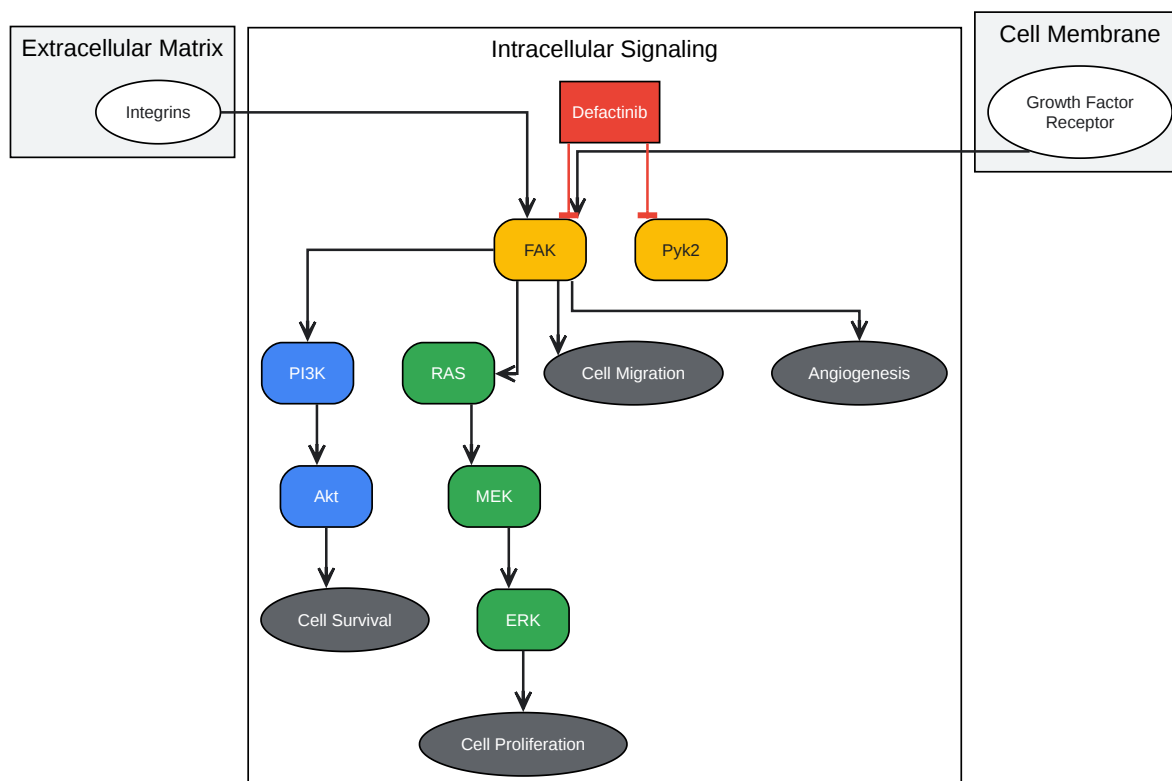 Extracellular Matrix
Intracellular Signaling
Cell Membrane
Integrins
Defactinib
Growth Factor
Receptor
FAK
Pyk2
PI3K
RAS
Cell Migration
Angiogenesis
Akt
MEK
Cell Survival
ERK
Cell Proliferation